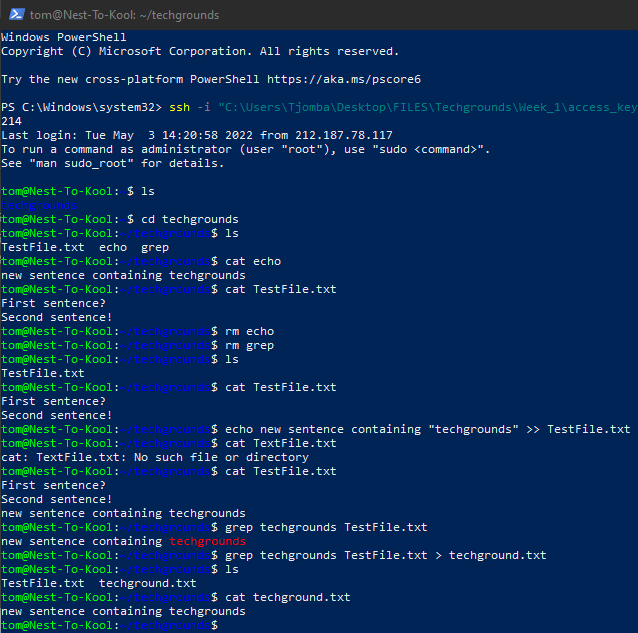 tom@Nest-To-Kool: ~/techgrounds
Windows PowerShell
Copyright (C) Microsoft Corporation. All rights reserved.
Try the new cross-platform PowerShell https://aka.ms/pscore6
PS C:\Windows\system32> ssh -i "C:\Users\Tjomba\Desktop\FILES\Techgrounds\Week_1\access_key
214
Last login: Tue May  3 14:20:58 2022 from 212.187.78.117
To run a command as administrator (user "root"), use "sudo <command>".
See "man sudo_root" for details.
tom@Nest-To-Kool:~$ ls
techgrounds
tom@Nest-To-Kool:~$ cd techgrounds
tom@Nest-To-Kool:~/techgrounds$ ls
TestFile.txt  echo  grep
tom@Nest-To-Kool:~/techgrounds$ cat echo
new sentence containing techgrounds
tom@Nest-To-Kool:~/techgrounds$ cat TestFile.txt
First sentence?
Second sentence!
tom@Nest-To-Kool:~/techgrounds$ rm echo
tom@Nest-To-Kool:~/techgrounds$ rm grep
tom@Nest-To-Kool:~/techgrounds$ ls
TestFile.txt
tom@Nest-To-Kool:~/techgrounds$ cat TestFile.txt
First sentence?
Second sentence!
tom@Nest-To-Kool:~/techgrounds$ echo new sentence containing "techgrounds" >> TestFile.txt
tom@Nest-To-Kool:~/techgrounds$ cat TextFile.txt
cat: TextFile.txt: No such file or directory
tom@Nest-To-Kool:~/techgrounds$ cat TestFile.txt
First sentence?
Second sentence!
new sentence containing techgrounds
tom@Nest-To-Kool:~/techgrounds$ grep techgrounds TestFile.txt
new sentence containing techgrounds
tom@Nest-To-Kool:~/techgrounds$ grep techgrounds TestFile.txt > techground.txt
tom@Nest-To-Kool:~/techgrounds$ ls
TestFile.txt  techground.txt
tom@Nest-To-Kool:~/techgrounds$ cat techground.txt
new sentence containing techgrounds
tom@Nest-To-Kool:~/techgrounds$